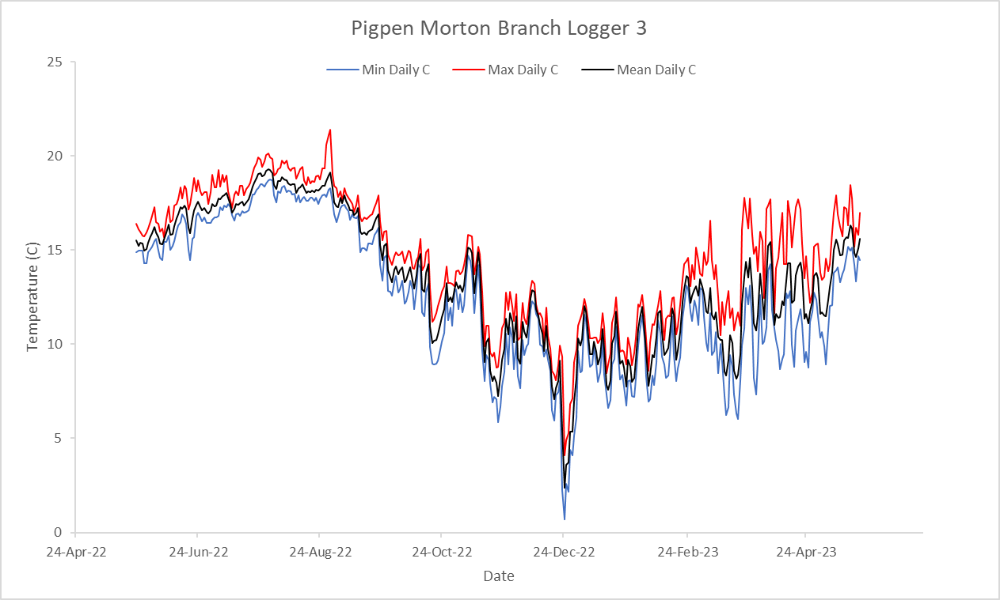 Pigpen Morton Branch Logger 3
Min Daily C Max Daily C Mean Daily C
25
20
15
10
5
0
Temperature (C)
24-Apr-22 24-Jun-22 24-Aug-22 24-Oct-22 24-Dec-22 24-Feb-23 24-Apr-23
Date